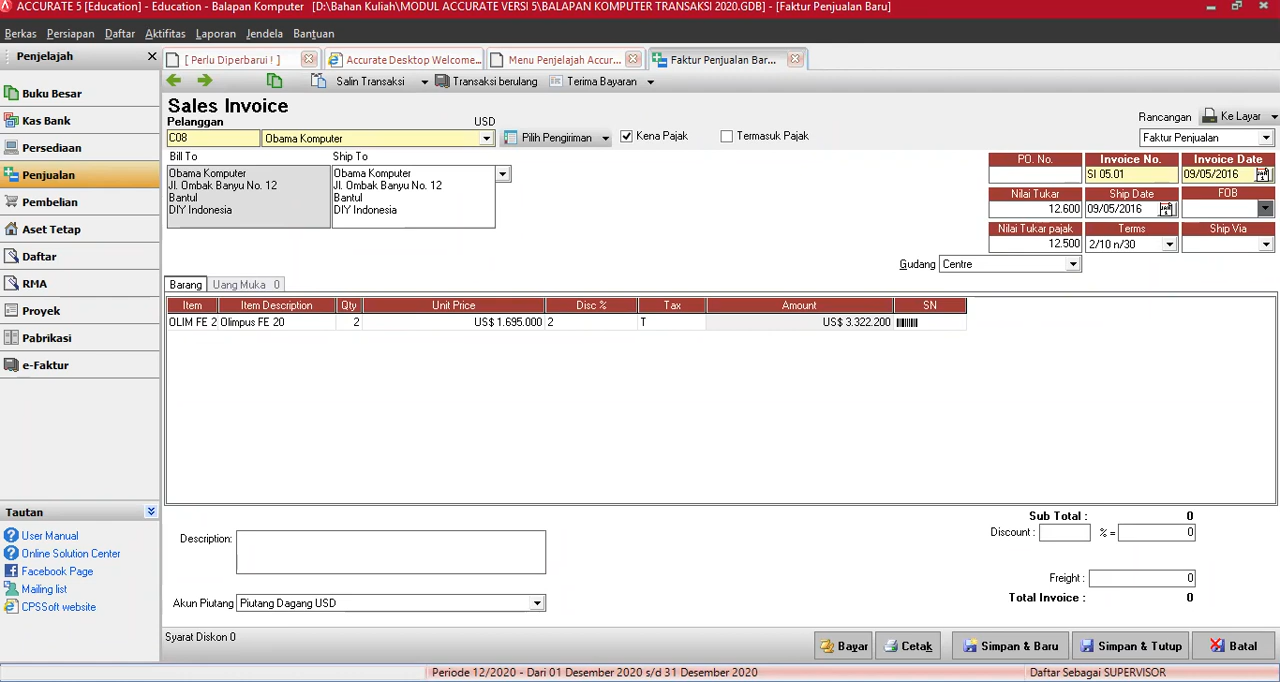 ACCURATE 5 [Education] - Education - Balapan Komputer   [D:\Bahan Kuliah\MODUL ACCURATE VERSI 5\BALAPAN KOMPUTER TRANSAKSI 2020.GDB] - [Faktur Penjualan Baru]
Berkas Persiapan Daftar Aktifitas Laporan Jendela Bantuan
Penjelajah
[ Perlu Diperbarui ! ]
Accurate Desktop Welcome...
Menu Penjelajah Accur...
Faktur Penjualan Bar...
Salin Transaksi
Transaksi berulang
Terima Bayaran
Buku Besar
Kas Bank
Persediaan
Penjualan
Pembelian
Aset Tetap
Daftar
RMA
Proyek
Pabrikasi
e-Faktur
Tautan
User Manual
Online Solution Center
Facebook Page
Mailing list
CPSSoft website
Sales Invoice
Pelanggan USD
C08 Obama Komputer
Pilih Pengiriman
Kena Pajak
Termasuk Pajak
Rancangan Ke Layar
Faktur Penjualan
Bill To
Obama Komputer
Jl. Ombak Banyu No. 12
Bantul
DIY Indonesia
Ship To
Obama Komputer
Jl. Ombak Banyu No. 12
Bantul
DIY Indonesia
PO. No. Invoice No. Invoice Date
SI 05.01 09/05/2016
Nilai Tukar Ship Date FOB
12.600 09/05/2016
Nilai Tukar pajak Terms Ship Via
12.500 2/10 n/30
Gudang Centre
Barang Uang Muka 0
Item Item Description Qty Unit Price Disc % Tax Amount SN
OLIM FE 2 Olimpus FE 20 2 US$ 1.695.000 2 T US$ 3.322.200
Sub Total : 0
Discount : % = 0
Description:
Freight : 0
Total Invoice : 0
Akun Piutang Piutang Dagang USD
Syarat Diskon 0
Bayar Cetak Simpan & Baru Simpan & Tutup Batal
Periode 12/2020 - Dari 01 Desember 2020 s/d 31 Desember 2020
Daftar Sebagai SUPERVISOR